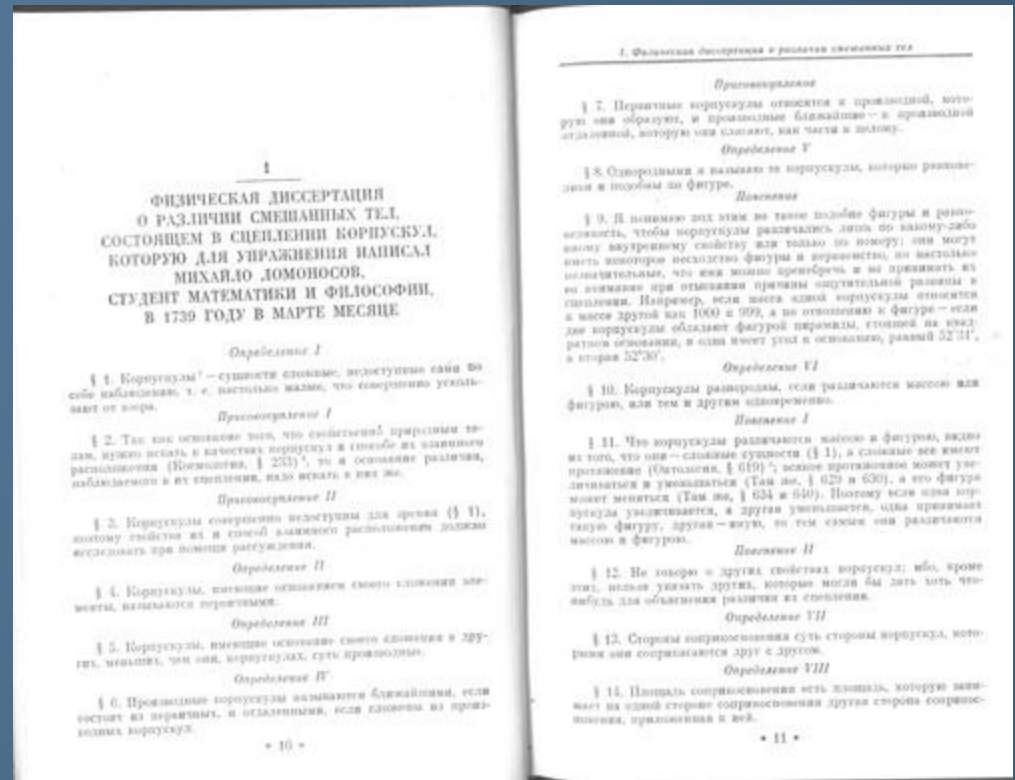 1
ФИЗИЧЕСКАЯ ДИССЕРТАЦИЯ
О РАЗЛИЧИИ СМЕШАННЫХ ТЕЛ,
СОСТОЯЩЕМ В СЦЕПЛЕНИИ КОРПУСКУЛ,
КОТОРУЮ ДЛЯ УПРАЖНЕНИЯ НАПИСАЛ
МИХАЙЛО ЛОМОНОСОВ,
СТУДЕНТ МАТЕМАТИКИ И ФИЛОСОФИИ,
В 1739 ГОДУ В МАРТЕ МЕСЯЦЕ
Определение I
§ 1. Корпускулы¹ — сущности сложные, недоступные сами по
себе наблюдению, т. е. настолько малые, что совершенно усколь-
зают от взора.
Присовокупление I
§ 2. Так как основание того, что свойственно природным те-
лам, нужно искать в качествах корпускул и способе их взаимного
расположения (Космология, § 233)², то и основание различия,
наблюдаемого в их сцеплении, надо искать в них же.
Присовокупление II
§ 3. Корпускулы совершенно недоступны для зрения (§ 1),
поэтому свойства их и способ взаимного расположения должны
исследовать при помощи рассуждения.
Определение II
§ 4. Корпускулы, имеющие основанием своего сложения эле-
менты, называются первичными.
Определение III
§ 5. Корпускулы, имеющие основание своего сложения в дру-
гих, меньших, чем они, корпускулах, суть производные.
Определение IV
§ 6. Производные корпускулы называются ближайшими, если
состоят из первичных, и отдаленными, если сложены из произ-
водных корпускул.
* 10 *
1. Физическая диссертация о различии смешанных тел
Присовокупление
§ 7. Первичные корпускулы относятся к производной, кото-
рую они образуют, и производные ближайшие — к производной
отдаленной, которую они слагают, как части к целому.
Определение V
§ 8. Однородными я называю те корпускулы, которые равнове-
лики и подобны по фигуре.
Пояснение
§ 9. Я понимаю под этим не такое подобие фигуры и равно-
великость, чтобы корпускулы различались лишь по какому-либо
иному внутреннему свойству или только по номеру; они могут
иметь некоторое несходство фигуры и неравенство, но настолько
незначительные, что ими можно пренебречь и не принимать их
во внимание при отыскании причины ощутительной разницы в
сцеплении. Например, если масса одной корпускулы относится
к массе другой как 1000 к 999, а по отношению к фигуре — если
две корпускулы обладают фигурой пирамиды, стоящей на квад-
ратном основании, и одна имеет угол к основанию, равный 52°31′,
а вторая 52°30′.
Определение VI
§ 10. Корпускулы разнородны, если различаются массою или
фигурою, или тем и другим одновременно.
Пояснение I
§ 11. Что корпускулы различаются массою и фигурою, видно
из того, что они — сложные сущности (§ 1), а сложные все имеют
протяжение (Онтология, § 619)³; всякое протяженное может уве-
личиваться и уменьшаться (Там же, § 629 и 630), а его фигура
может меняться (Там же, § 634 и 640). Поэтому если одна кор-
пускула увеличивается, а другая уменьшается, одна принимает
такую фигуру, другая — иную, то тем самым они различаются
массою и фигурою.
Пояснение II
§ 12. Не говорю о других свойствах корпускул; ибо, кроме
этих, нельзя указать других, которые могли бы дать хоть что-
нибудь для объяснения различия их сцепления.
Определение VII
§ 13. Стороны соприкосновения суть стороны корпускул, кото-
рыми они соприкасаются друг с другом.
Определение VIII
§ 14. Площадь соприкосновения есть площадь, которую зани-
мает на одной стороне соприкосновения другая сторона соприкос-
новения, приложенная к ней.
* 11 *